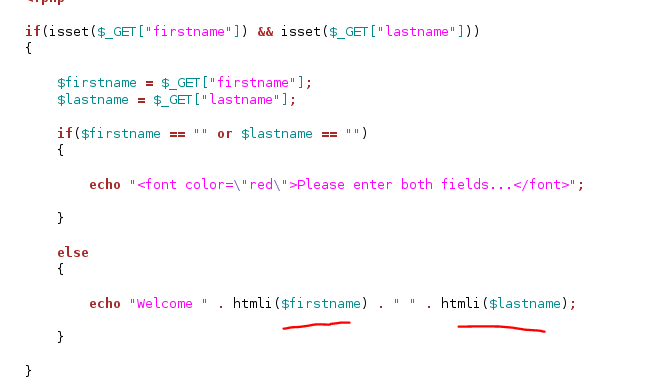 <?php
if(isset($_GET["firstname"]) && isset($_GET["lastname"]))
{
$firstname = $_GET["firstname"];
$lastname = $_GET["lastname"];
if($firstname == "" or $lastname == "")
{
echo "<font color=\"red\">Please enter both fields...</font>";
}
else
{
echo "Welcome " . htmli($firstname) . " " . htmli($lastname);
}
}